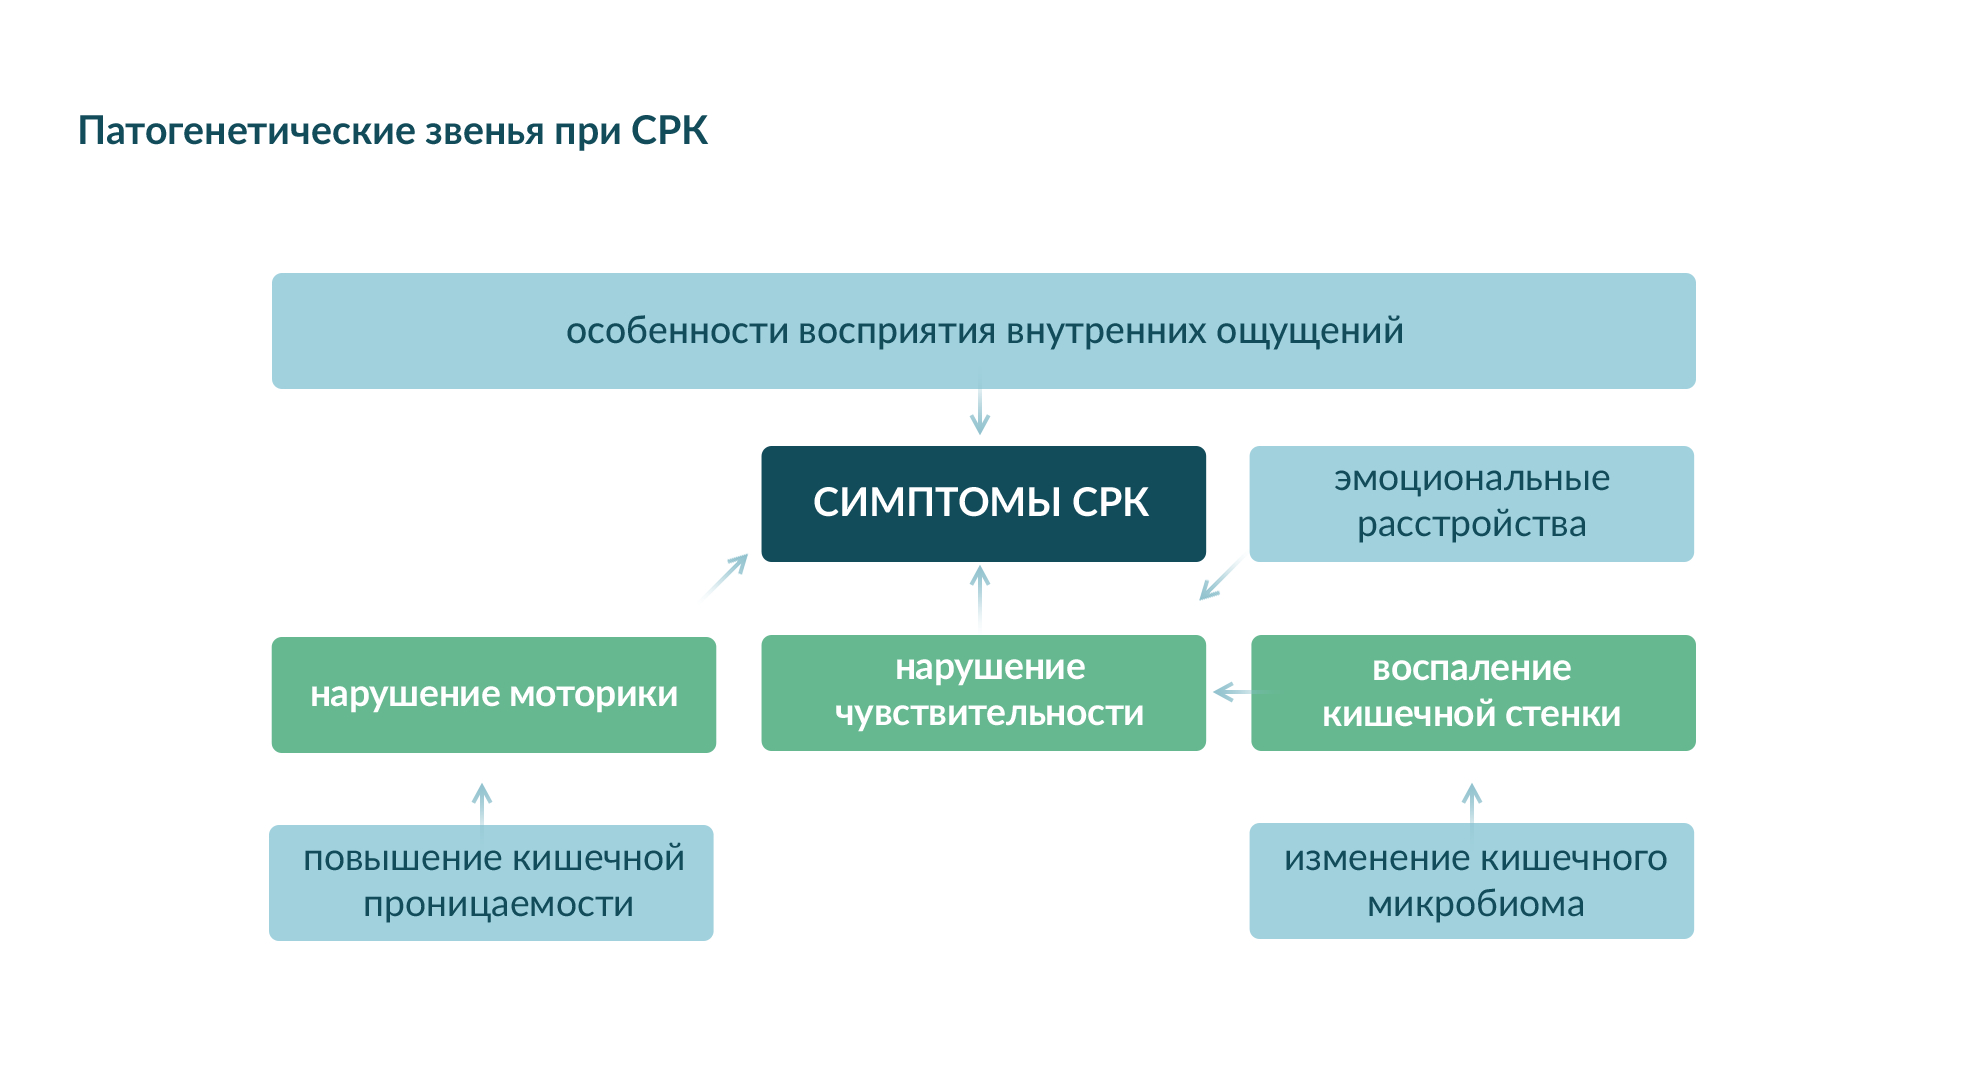 Патогенетические звенья при СРК
особенности восприятия внутренних ощущений
СИМПТОМЫ СРК
эмоциональные
расстройства
нарушение моторики
нарушение
чувствительности
воспаление
кишечной стенки
повышение кишечной
проницаемости
изменение кишечного
микробиома